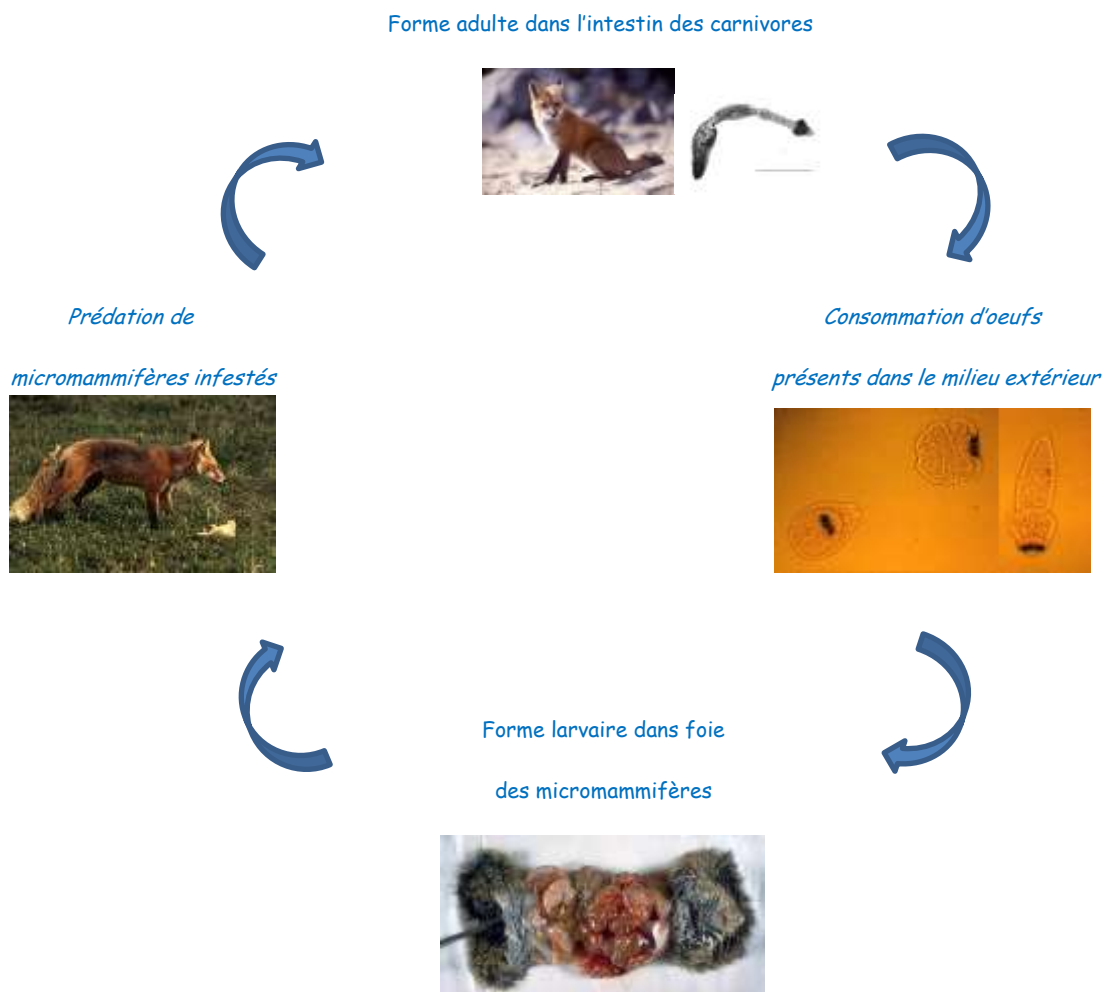 Forme adulte dans l'intestin des carnivores
Prédation de
micromammifères infestés
Consommation d'oeufs
présents dans le milieu extérieur
Forme larvaire dans foie
des micromammifères